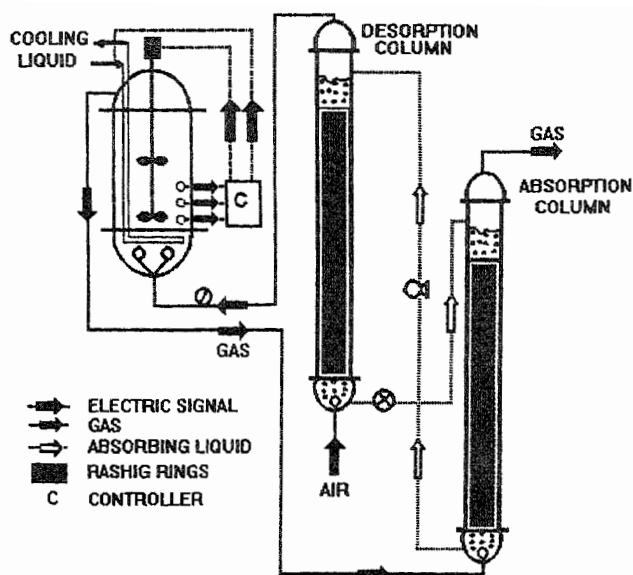 COOLING
LIQUID
DESORPTION
COLUMN
GAS
ABSORPTION
COLUMN
C
GAS
ELECTRIC SIGNAL
GAS
ABSORBING LIQUID
RASHIG RINGS
C CONTROLLER
AIR